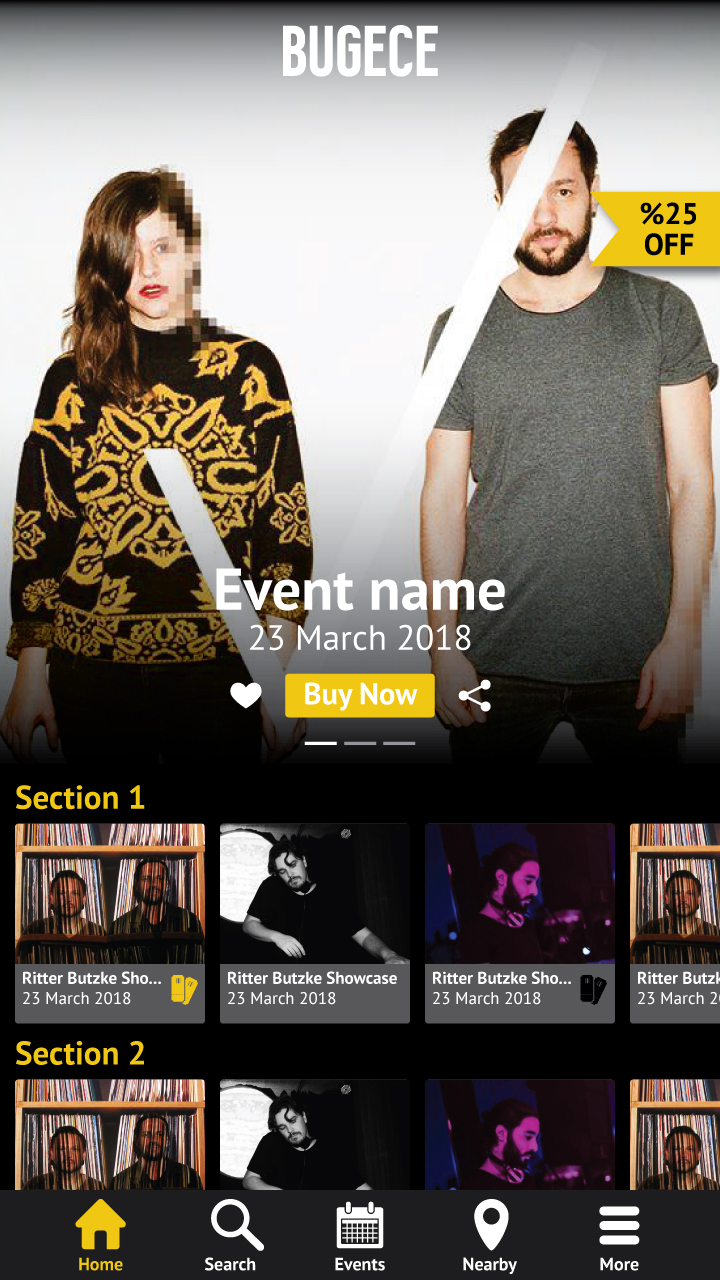 BUGECE
%25
OFF
Event name
23 March 2018
Buy Now
Section 1
Ritter Butzke Sho...
23 March 2018
Ritter Butzke Showcase
23 March 2018
Ritter Butzke Sho...
23 March 2018
Ritter Butzk
23 March 20
Section 2
Home
Search
Events
Nearby
More